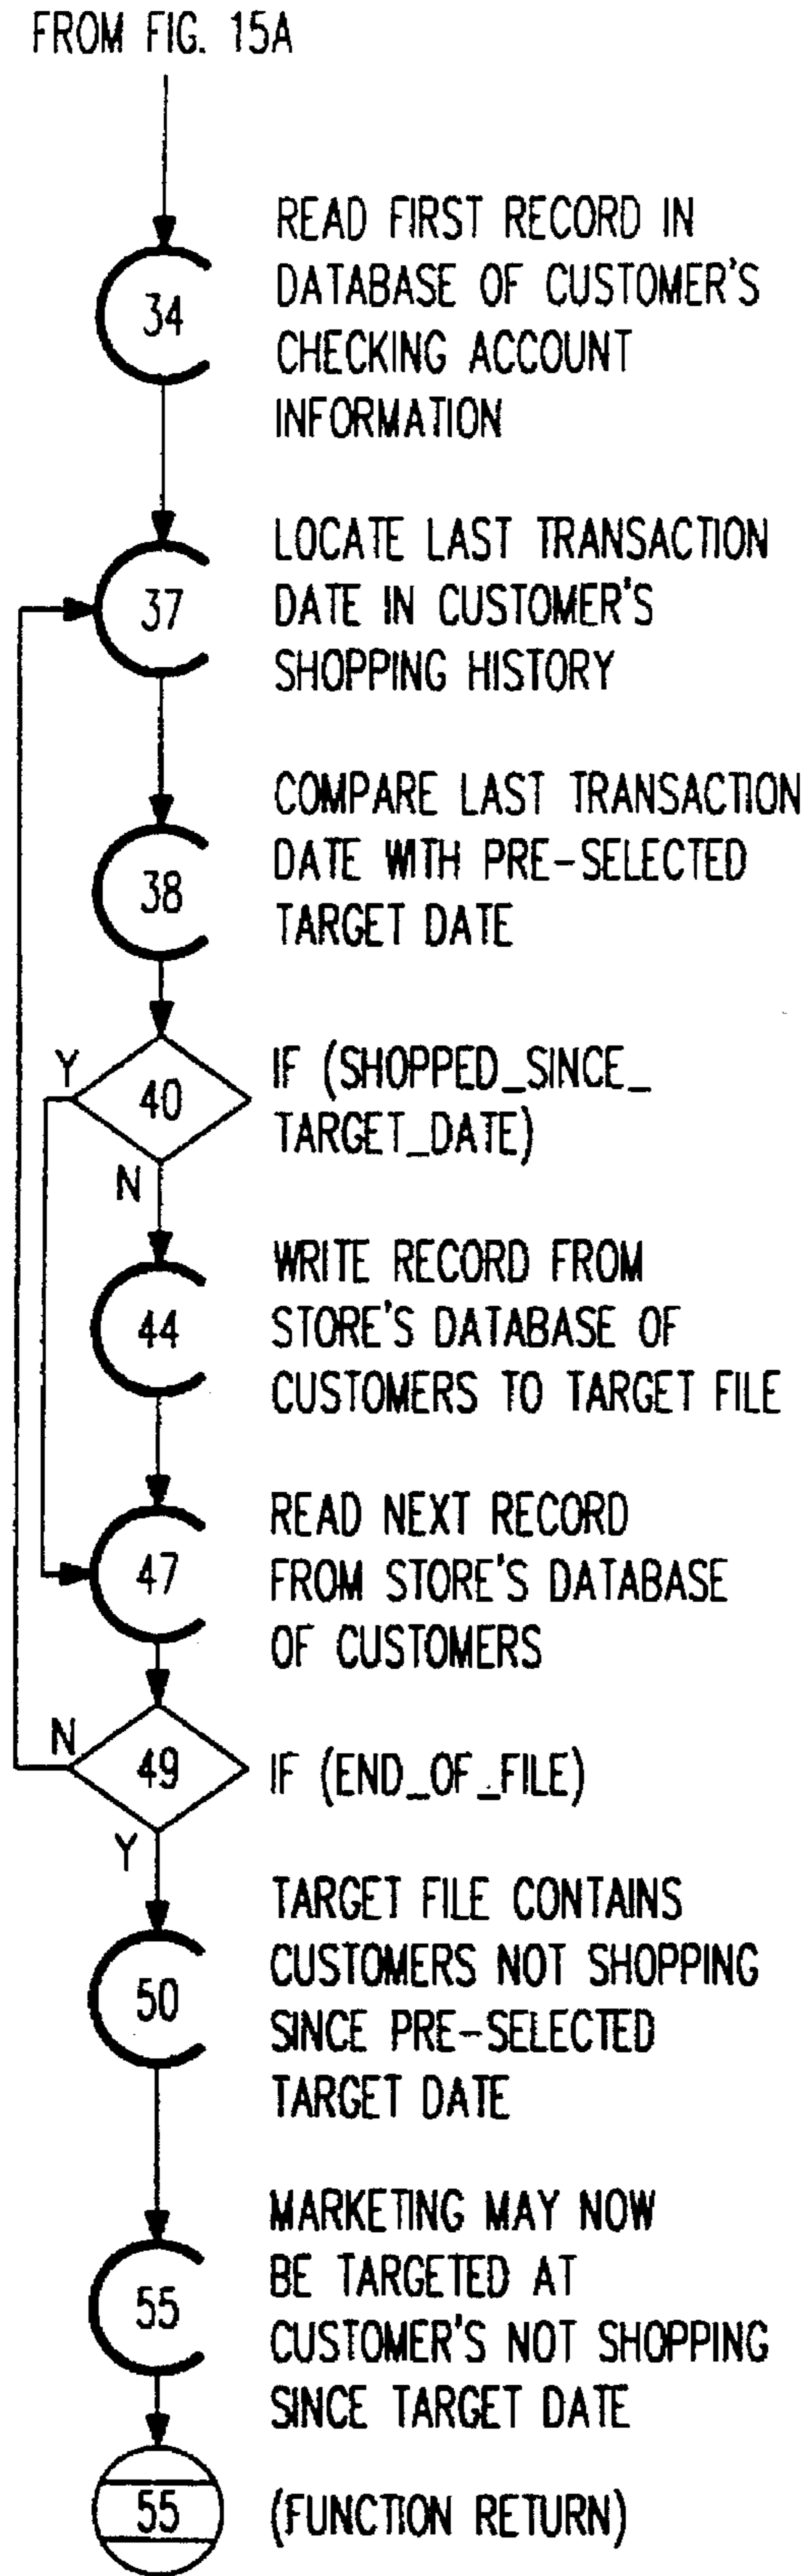 FROM FIG. 15A
34
READ FIRST RECORD IN
DATABASE OF CUSTOMER'S
CHECKING ACCOUNT
INFORMATION
37
LOCATE LAST TRANSACTION
DATE IN CUSTOMER'S
SHOPPING HISTORY
38
COMPARE LAST TRANSACTION
DATE WITH PRE-SELECTED
TARGET DATE
Y
40
N
IF (SHOPPED_SINCE_
TARGET_DATE)
44
WRITE RECORD FROM
STORE'S DATABASE OF
CUSTOMERS TO TARGET FILE
47
READ NEXT RECORD
FROM STORE'S DATABASE
OF CUSTOMERS
N
49
Y
IF (END_OF_FILE)
50
TARGET FILE CONTAINS
CUSTOMERS NOT SHOPPING
SINCE PRE-SELECTED
TARGET DATE
55
MARKETING MAY NOW
BE TARGETED AT
CUSTOMER'S NOT SHOPPING
SINCE TARGET DATE
55
(FUNCTION RETURN)